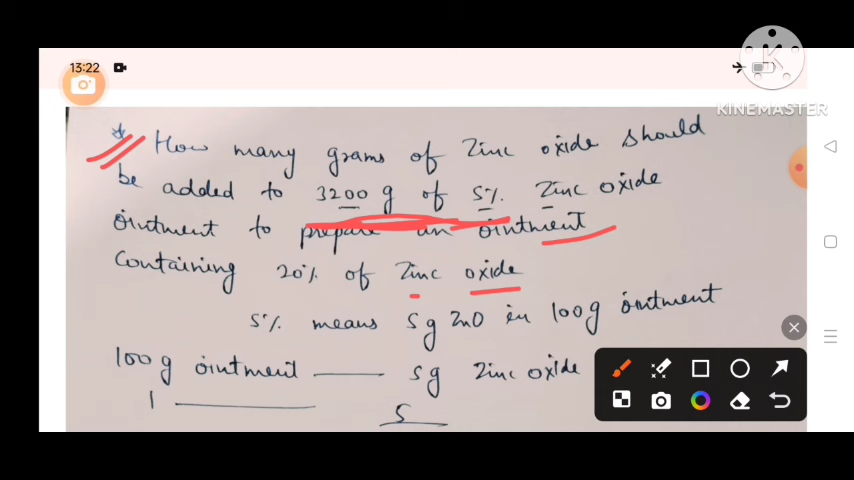 13:22
KINEMASTER
* How many grams of Zinc oxide should
be added to 3200 g of 5% Zinc oxide
ointment to prepare an ointment
Containing 20% of Zinc oxide
5% means 5g ZnO in 100g ointment
100g ointment —— 5g Zinc oxide
1 —— 5